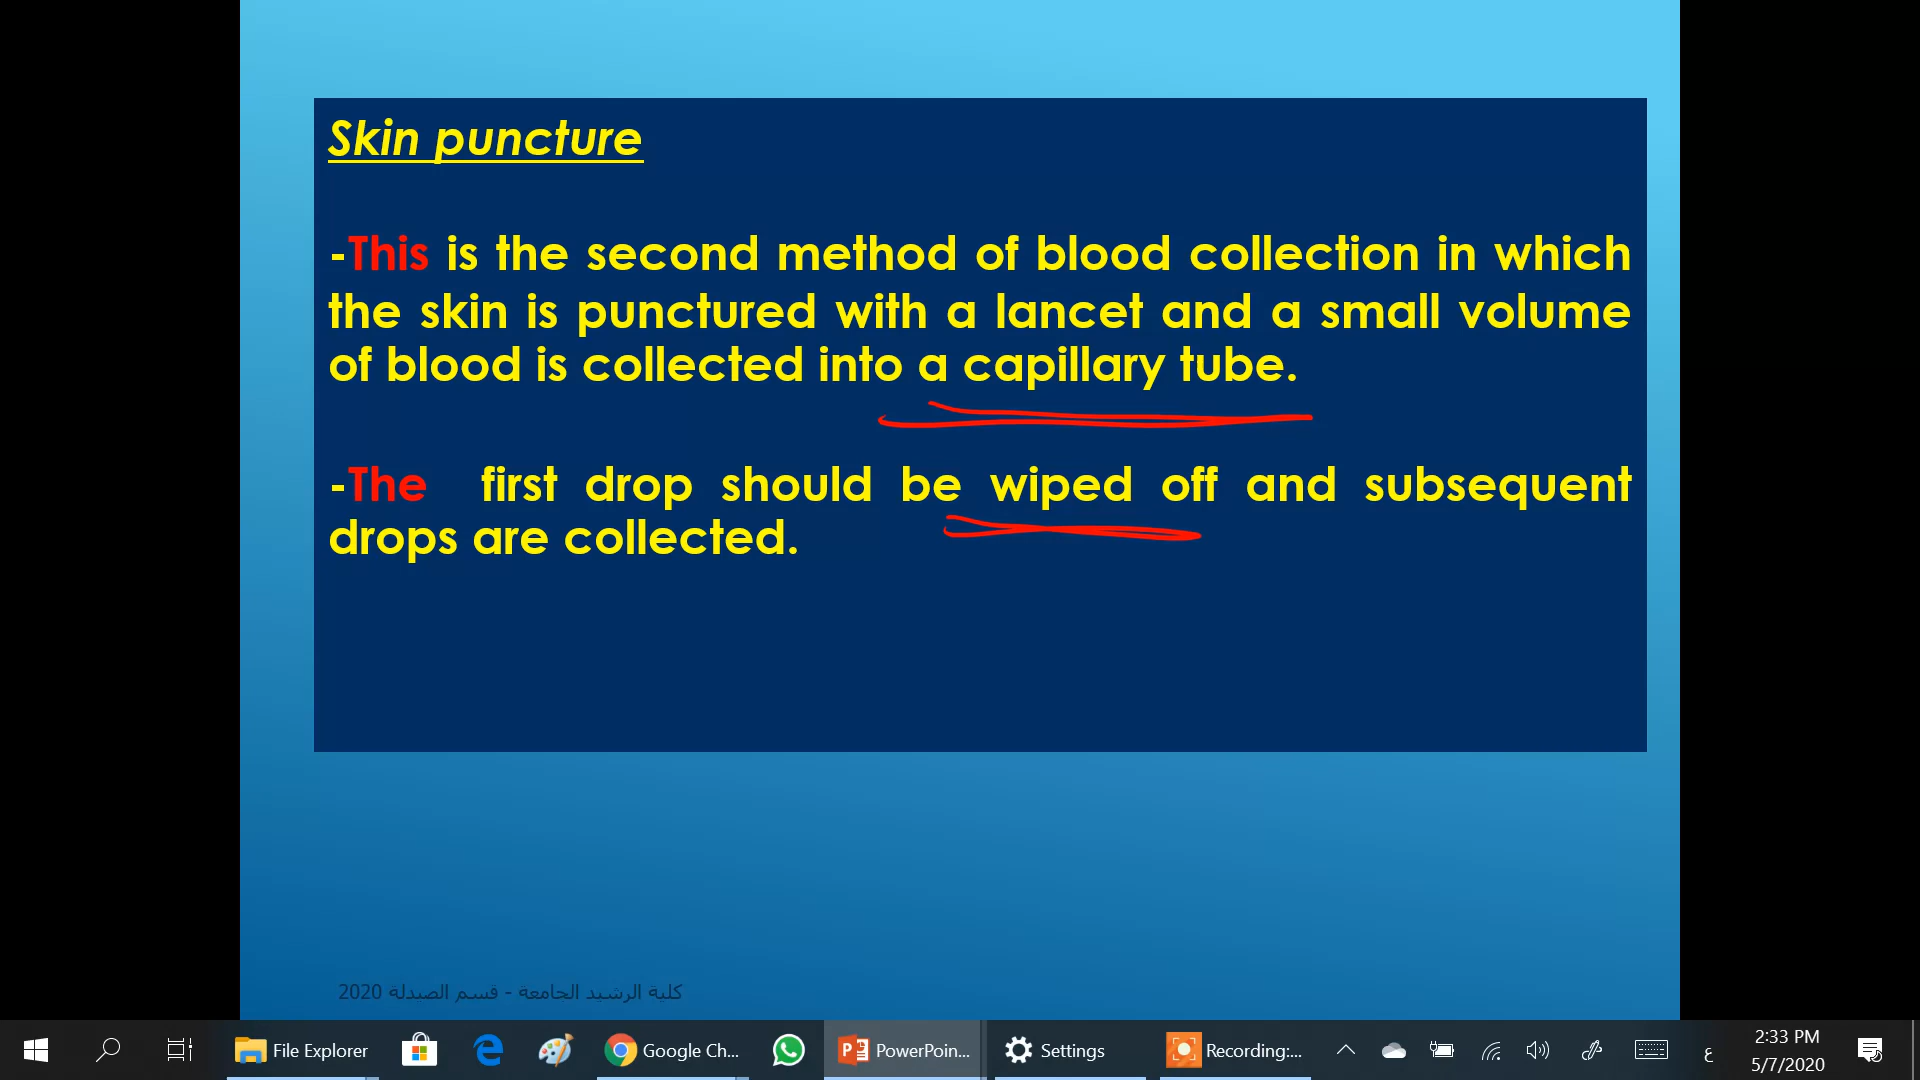 Skin puncture
-This is the second method of blood collection in which
the skin is punctured with a lancet and a small volume
of blood is collected into a capillary tube.
-The first drop should be wiped off and subsequent
drops are collected.
كلية الرشيد الجامعة - قسم الصيدلة 2020
File Explorer
Google Ch...
PowerPoin...
Settings
Recording:...
ع
2:33 PM
5/7/2020